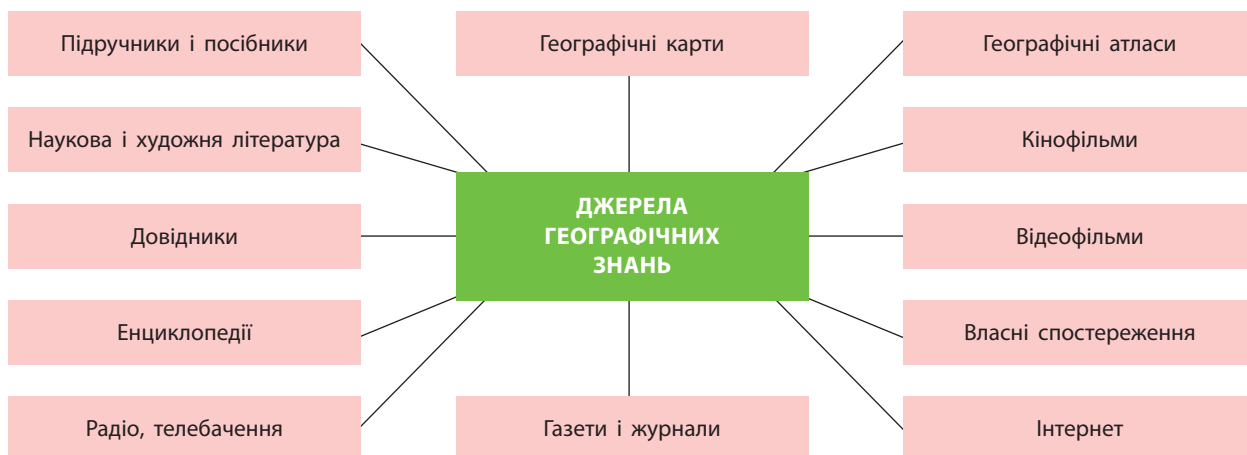 Підручники і посібники
Географічні карти
Географічні атласи
Наукова і художня література
Кінофільми
ДЖЕРЕЛА
ГЕОГРАФІЧНИХ
ЗНАНЬ
Довідники
Відеофільми
Енциклопедії
Власні спостереження
Радіо, телебачення
Газети і журнали
Інтернет